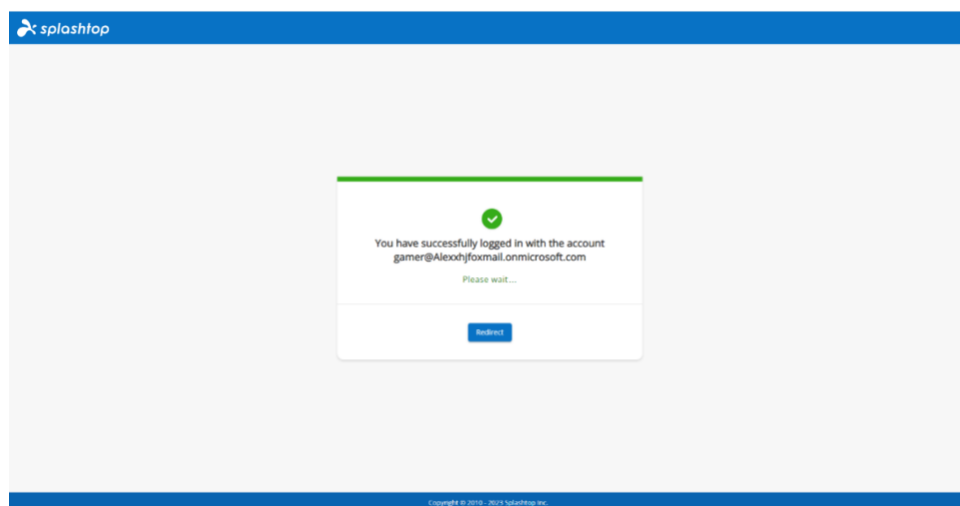 splashtop
You have successfully logged in with the account
gamer@Alexxhjfoxmail.onmicrosoft.com
Please wait....
Redirect
Copyright © 2010 - 2023 Splashtop Inc.